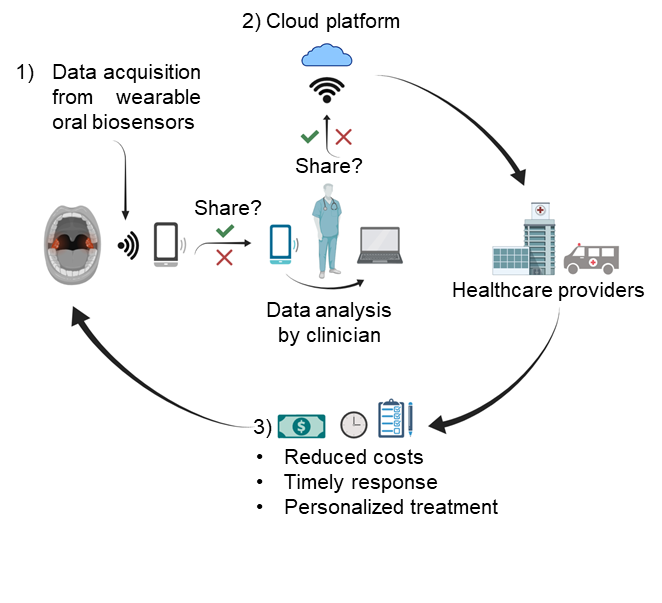 2) Cloud platform
1) Data acquisition
from wearable
oral biosensors
Share?
Share?
Data analysis
by clinician
Healthcare providers
3)
$
• Reduced costs
• Timely response
• Personalized treatment